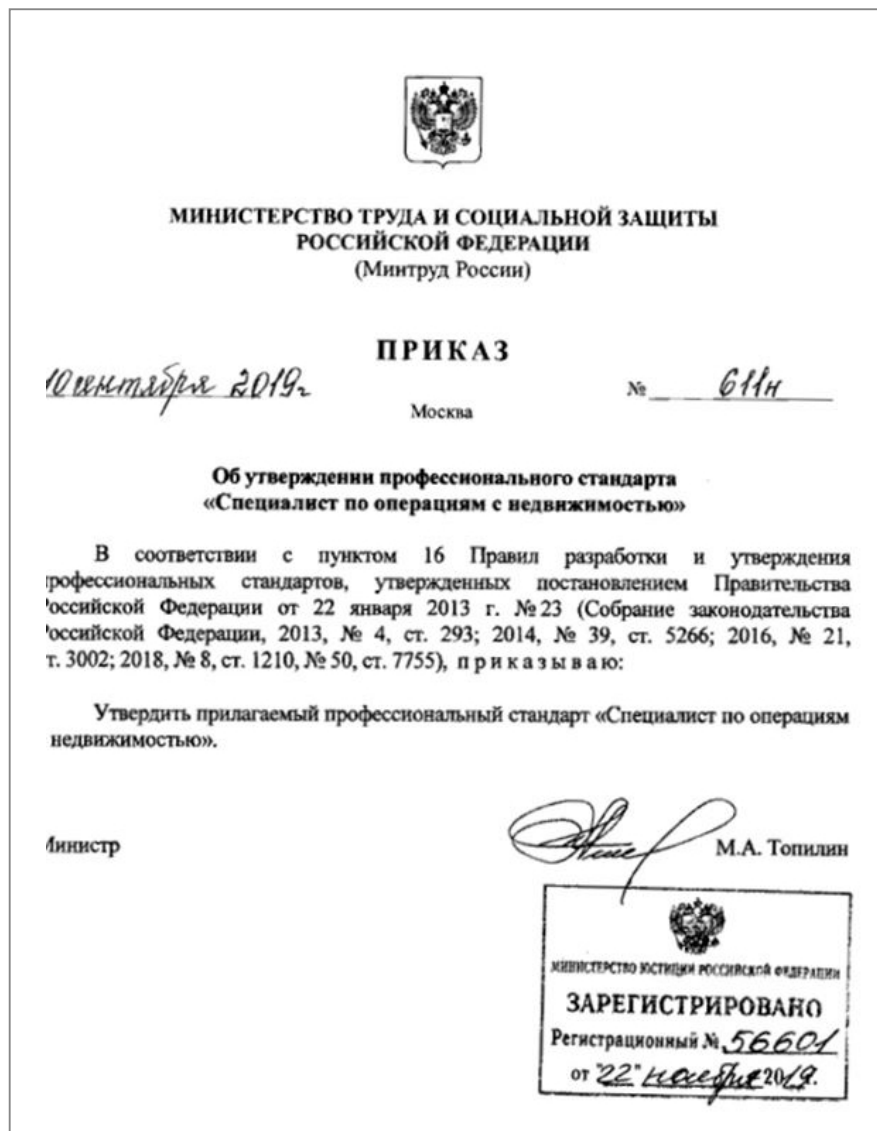 МИНИСТЕРСТВО ТРУДА И СОЦИАЛЬНОЙ ЗАЩИТЫ
РОССИЙСКОЙ ФЕДЕРАЦИИ
(Минтруд России)
ПРИКАЗ
10 сентября 2019г
№ 611н
Москва
Об утверждении профессионального стандарта
«Специалист по операциям с недвижимостью»
В соответствии с пунктом 16 Правил разработки и утверждения
рофессиональных стандартов, утвержденных постановлением Правительства
оссийской Федерации от 22 января 2013 г. №23 (Собрание законодательства
оссийской Федерации, 2013, № 4, ст. 293; 2014, № 39, ст. 5266; 2016, № 21,
т. 3002; 2018, № 8, ст. 1210, № 50, ст. 7755), п р и к а з ы в а ю:
Утвердить прилагаемый профессиональный стандарт «Специалист по операциям
недвижимостью».
инистр
М.А. Топилин
МИНИСТЕРСТВО ЮСТИЦИИ РОССИЙСКОЙ ФЕДЕРАЦИИ
ЗАРЕГИСТРИРОВАНО
Регистрационный № 56601
от "22" ноября 2019.